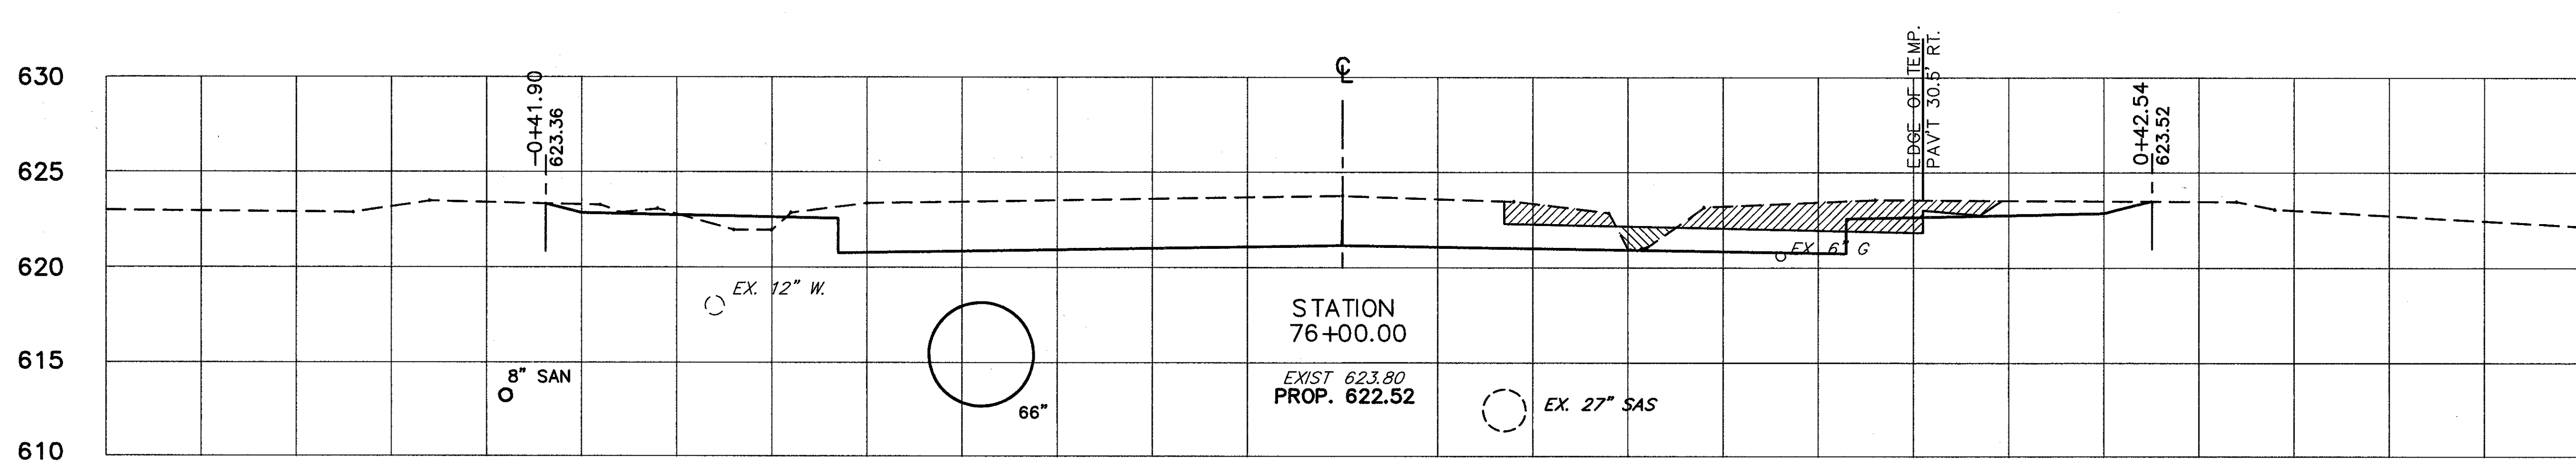 630
625
620
615
610
-0+41.90
623.36
℄
EDGE OF TEMP.
PAV'T 30.5' RT.
0+42.54
623.52
EX. 6" G
EX. 12" W.
STATION
76+00.00
8" SAN
66"
EXIST 623.80
PROP. 622.52
EX. 27" SAS